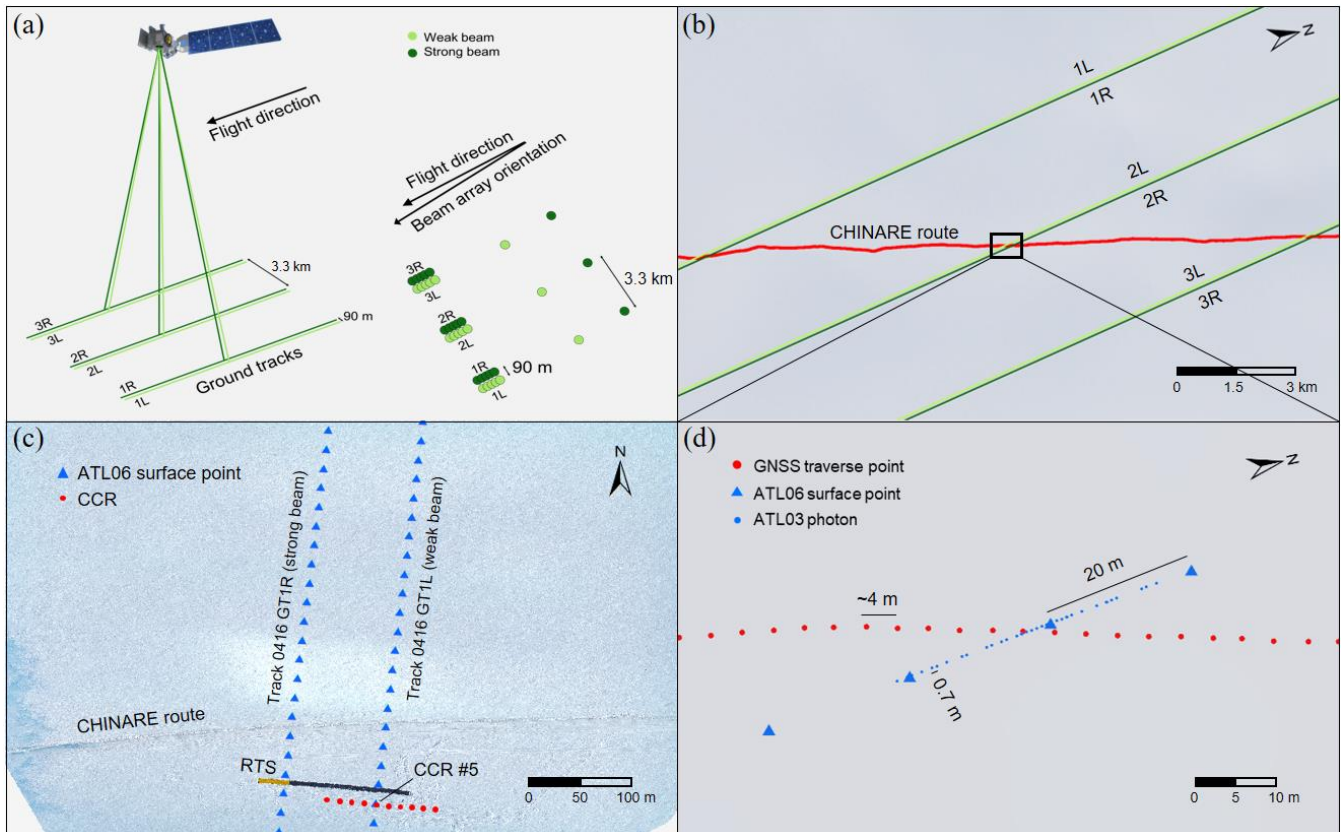 (a)
Weak beam
Strong beam
Flight direction
Flight direction
Beam array orientation
3.3 km
3R
3L
2R
2L
1R
1L
90 m
Ground tracks
3R
3L
2R
2L
1R
1L
90 m
3.3 km
(b)
N
1L
1R
2L
2R
CHINARE route
3L
3R
0 1.5 3 km
(c)
ATL06 surface point
CCR
N
Track 0416 GT1R (strong beam)
Track 0416 GT1L (weak beam)
CHINARE route
RTS
CCR #5
0 50 100 m
(d)
GNSS traverse point
ATL06 surface point
ATL03 photon
N
20 m
~4 m
0.7 m
0 5 10 m